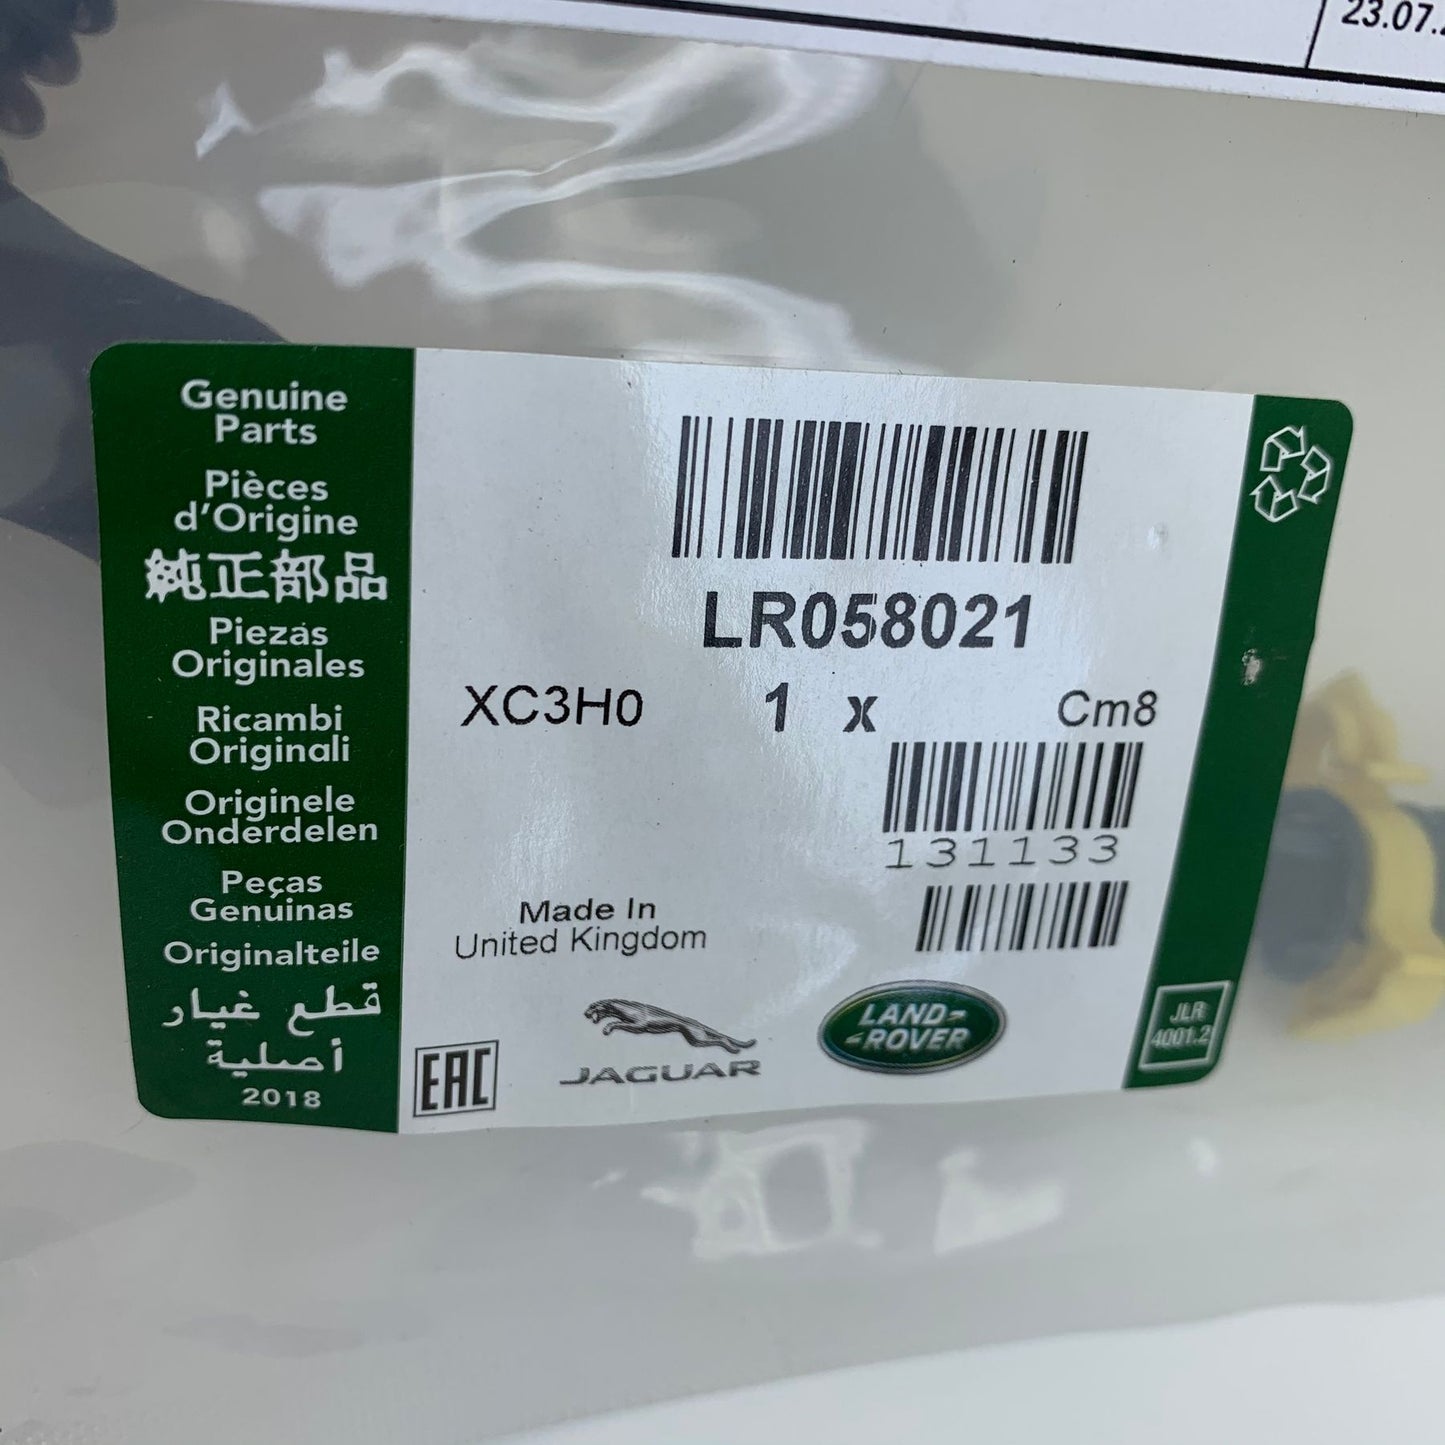 23.07.
Genuine
Parts
Pièces
d'Origine
純正部品
Piezas
Originales
Ricambi
Originali
Originele
Onderdelen
Peças
Genuinas
Originalteile
قطع غيار
أصلية
2018
LR058021
XC3H0 1 x Cm8
131133
Made In
United Kingdom
EAC
JAGUAR
LAND-
-ROVER
JLR
4001.2